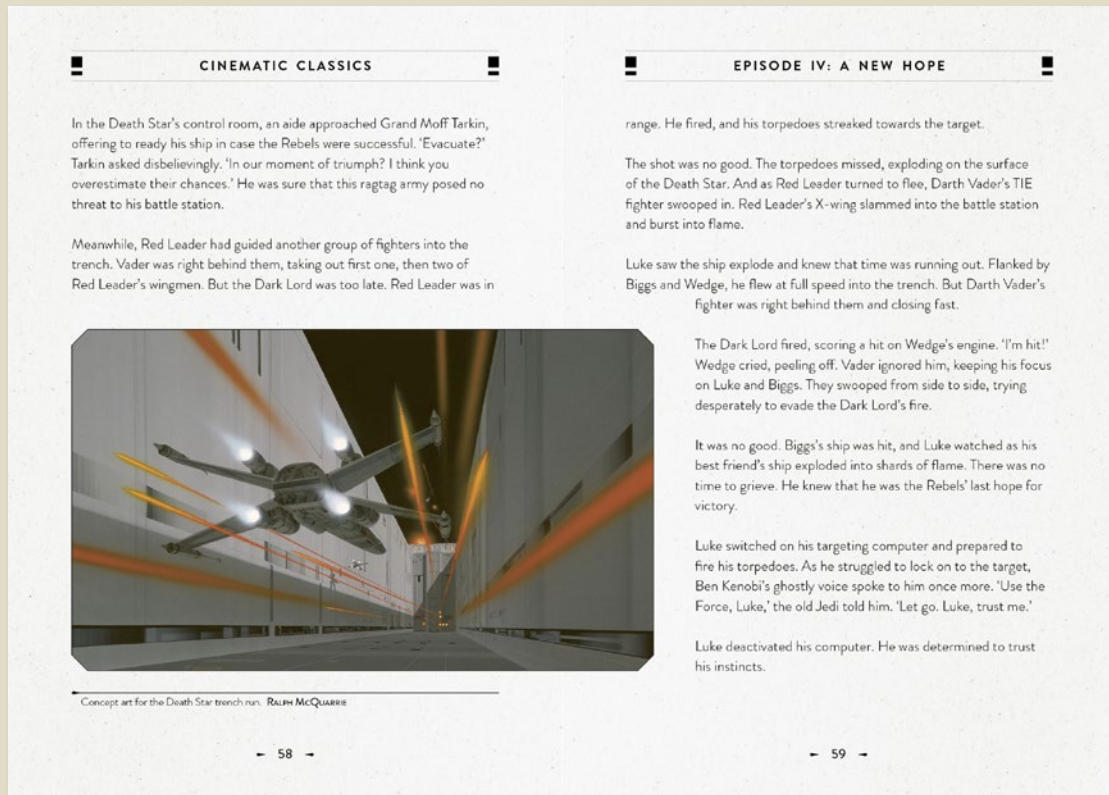 CINEMATIC CLASSICS
In the Death Star's control room, an aide approached Grand Moff Tarkin,
offering to ready his ship in case the Rebels were successful. ‘Evacuate?’
Tarkin asked disbelievingly. ‘In our moment of triumph? I think you
overestimate their chances.’ He was sure that this ragtag army posed no
threat to his battle station.
Meanwhile, Red Leader had guided another group of fighters into the
trench. Vader was right behind them, taking out first one, then two of
Red Leader's wingmen. But the Dark Lord was too late. Red Leader was in
Concept art for the Death Star trench run. RALPH MCQUARRIE
58
EPISODE IV: A NEW HOPE
range. He fired, and his torpedoes streaked towards the target.
The shot was no good. The torpedoes missed, exploding on the surface
of the Death Star. And as Red Leader turned to flee, Darth Vader's TIE
fighter swooped in. Red Leader's X-wing slammed into the battle station
and burst into flame.
Luke saw the ship explode and knew that time was running out. Flanked by
Biggs and Wedge, he flew at full speed into the trench. But Darth Vader's
fighter was right behind them and closing fast.
The Dark Lord fired, scoring a hit on Wedge's engine. ‘I'm hit!’
Wedge cried, peeling off. Vader ignored him, keeping his focus
on Luke and Biggs. They swooped from side to side, trying
desperately to evade the Dark Lord's fire.
It was no good. Biggs's ship was hit, and Luke watched as his
best friend's ship exploded into shards of flame. There was no
time to grieve. He knew that he was the Rebels' last hope for
victory.
Luke switched on his targeting computer and prepared to
fire his torpedoes. As he struggled to lock on to the target,
Ben Kenobi's ghostly voice spoke to him once more. ‘Use the
Force, Luke,’ the old Jedi told him. ‘Let go. Luke, trust me.’
Luke deactivated his computer. He was determined to trust
his instincts.
59